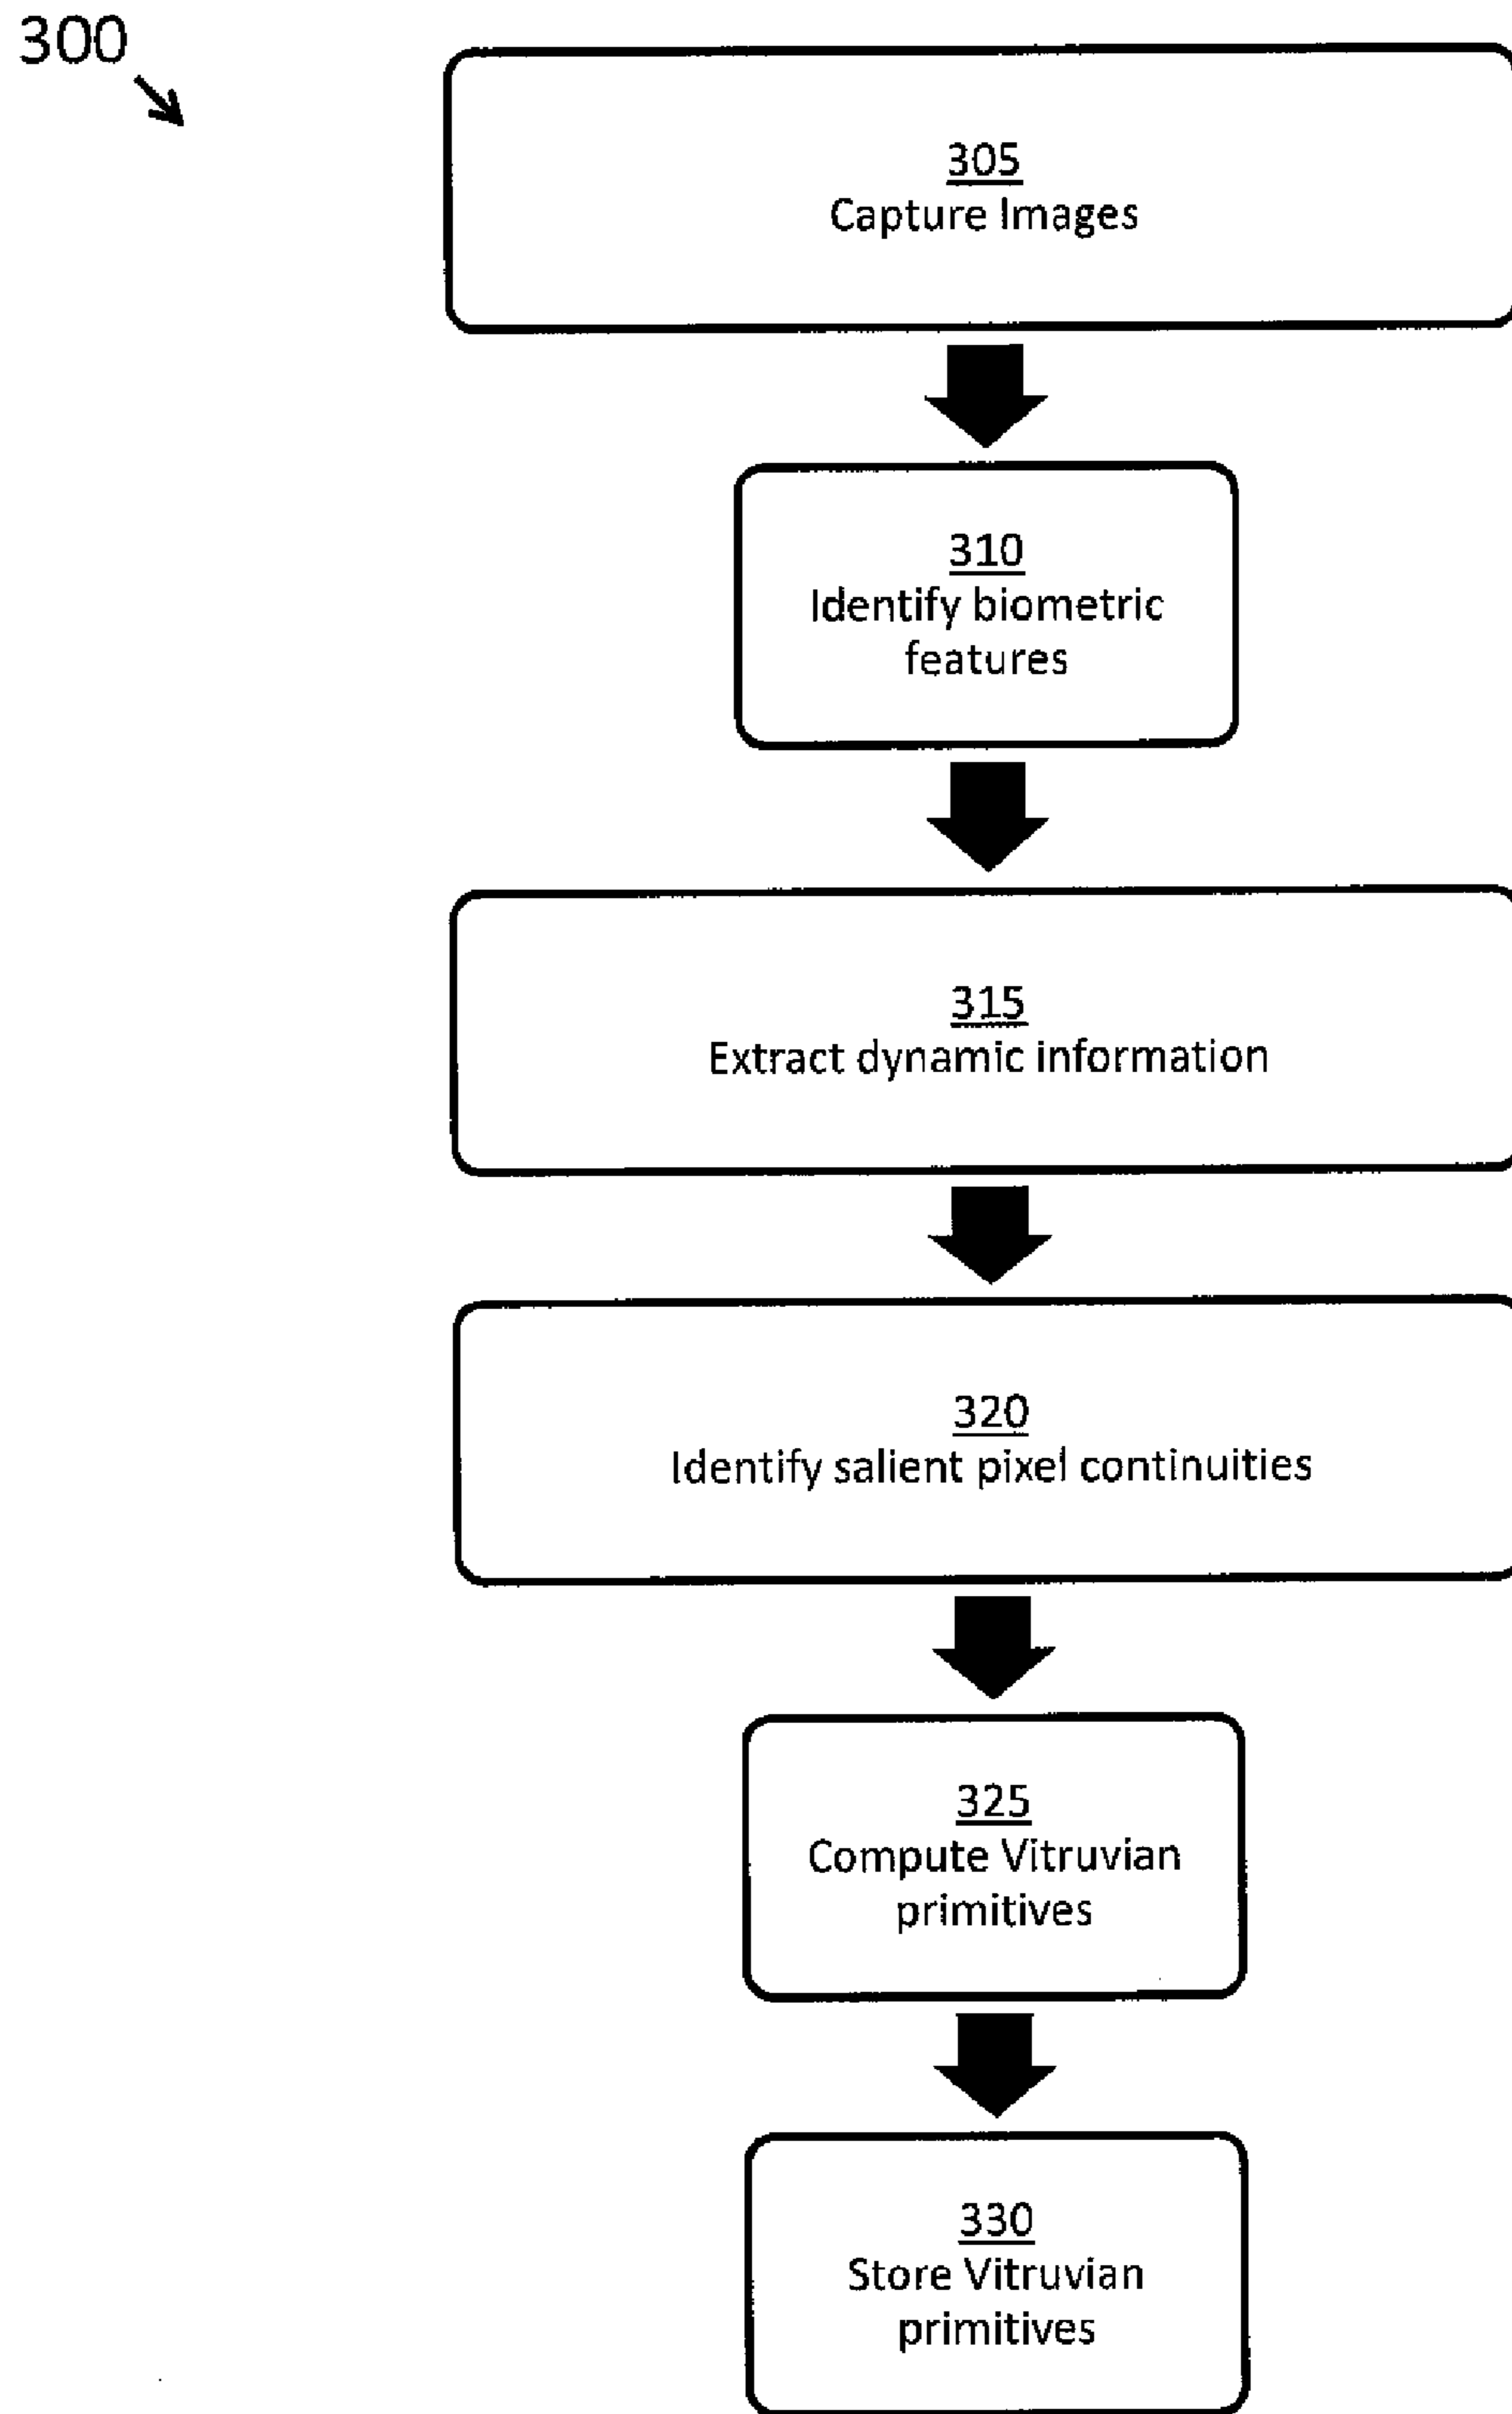 300
305
Capture Images
310
Identify biometric
features
315
Extract dynamic information
320
Identify salient pixel continuities
325
Compute Vitruvian
primitives
330
Store Vitruvian
primitives